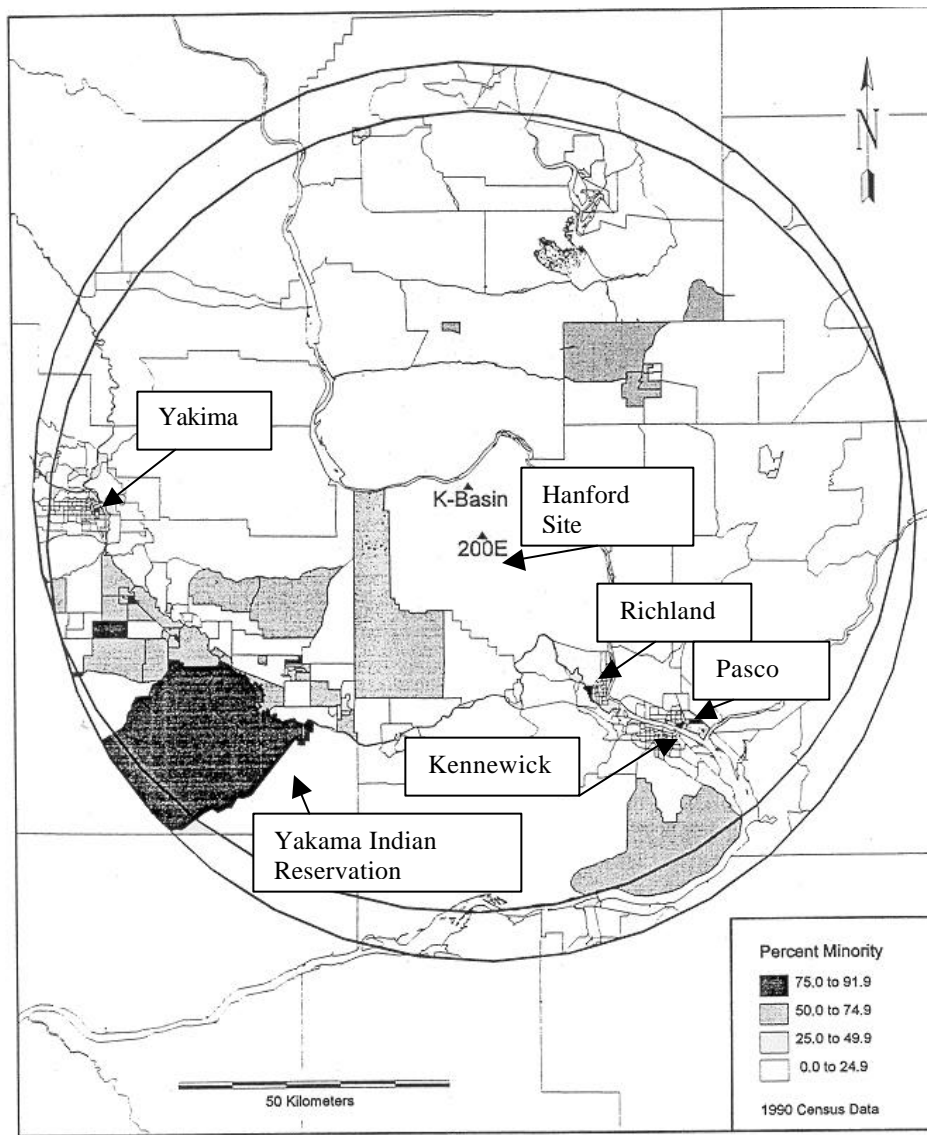 N
Yakima
K-Basin
200E
Hanford
Site
Richland
Pasco
Kennewick
Yakama Indian
Reservation
50 Kilometers
Percent Minority
75.0 to 91.9
50.0 to 74.9
25.0 to 49.9
0.0 to 24.9
1990 Census Data